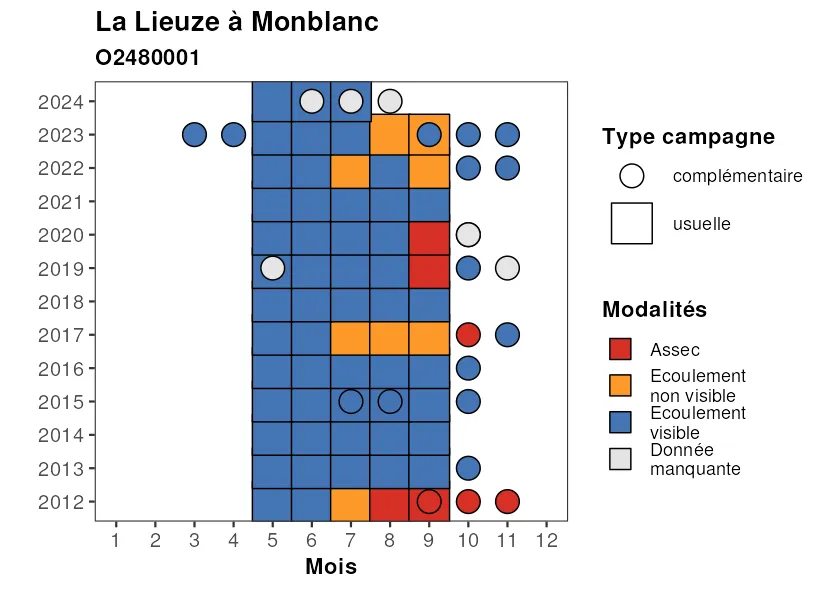 La Lieuze à Monblanc
O2480001
2024
2023
2022
2021
2020
2019
2018
2017
2016
2015
2014
2013
2012
1 2 3 4 5 6 7 8 9 10 11 12
Mois
Type campagne
complémentaire
usuelle
Modalités
Assec
Ecoulement
non visible
Ecoulement
visible
Donnée
manquante